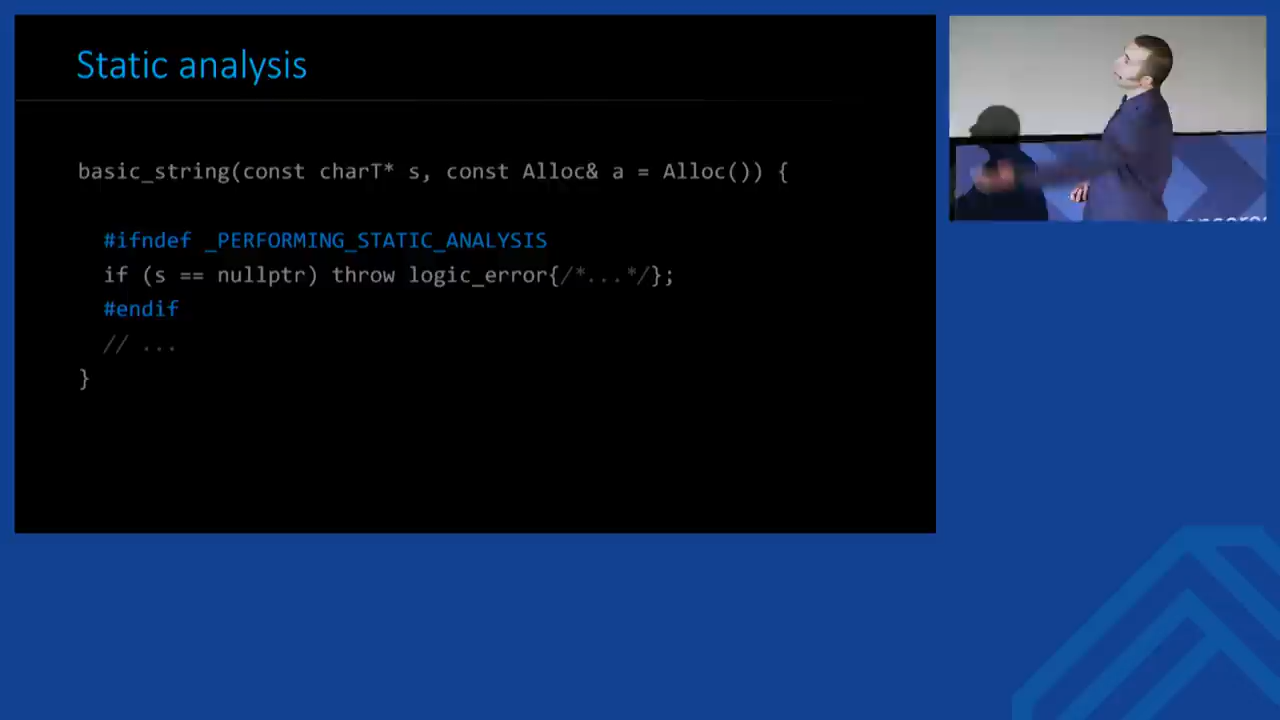 Static analysis
basic_string(const charT* s, const Alloc& a = Alloc()) {
#ifndef _PERFORMING_STATIC_ANALYSIS
if (s == nullptr) throw logic_error{/*...*/};
#endif
// ...
}